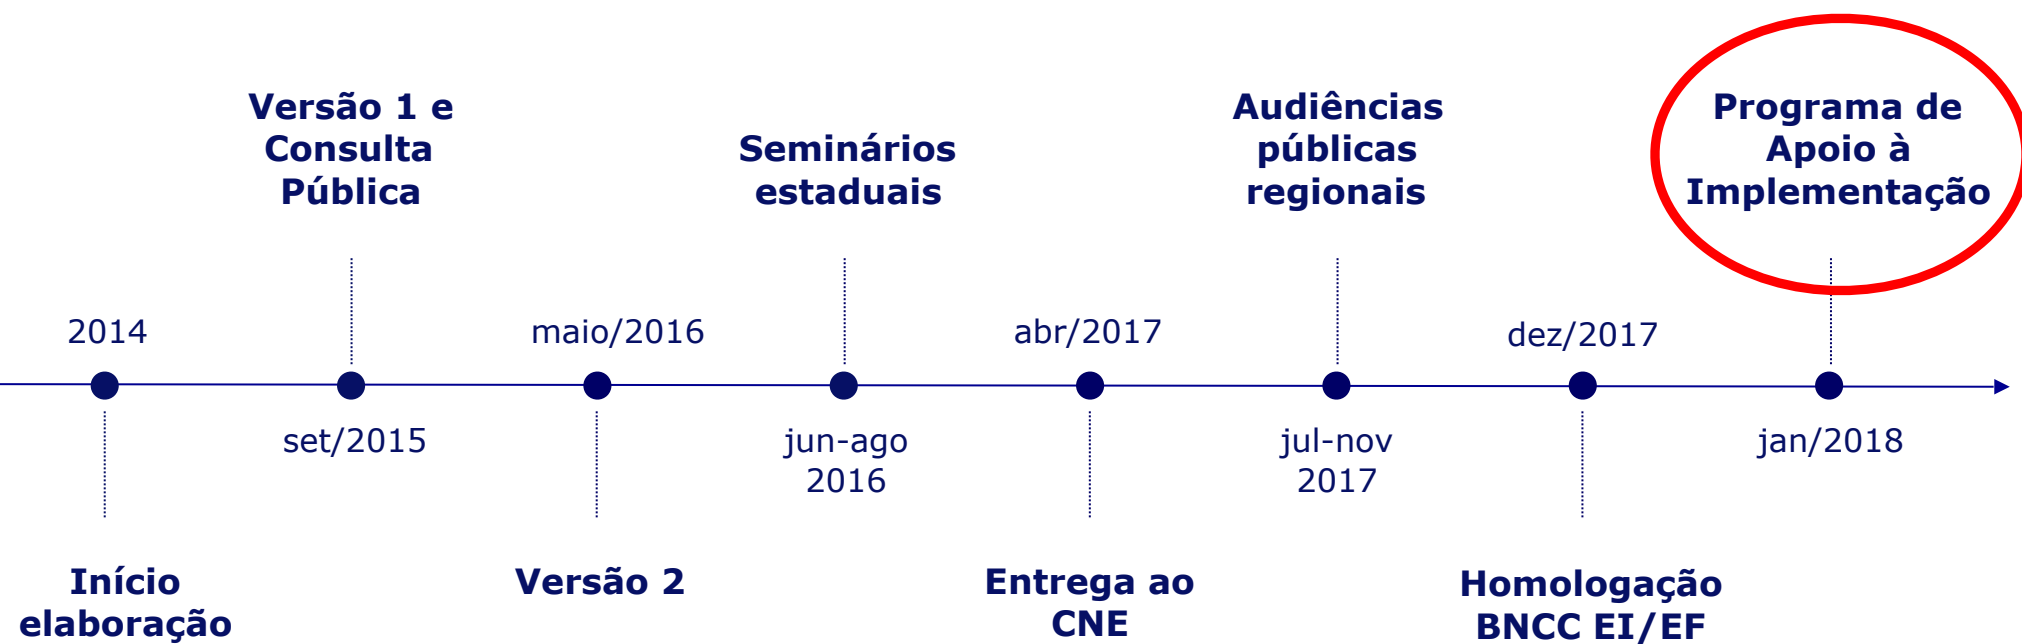 Versão 1 e
Consulta
Pública
Seminários
estaduais
Audiências
públicas
regionais
Programa de
Apoio à
Implementação
2014
maio/2016
abr/2017
dez/2017
set/2015
jun-ago
2016
jul-nov
2017
jan/2018
Início
elaboração
Versão 2
Entrega ao
CNE
Homologação
BNCC EI/EF